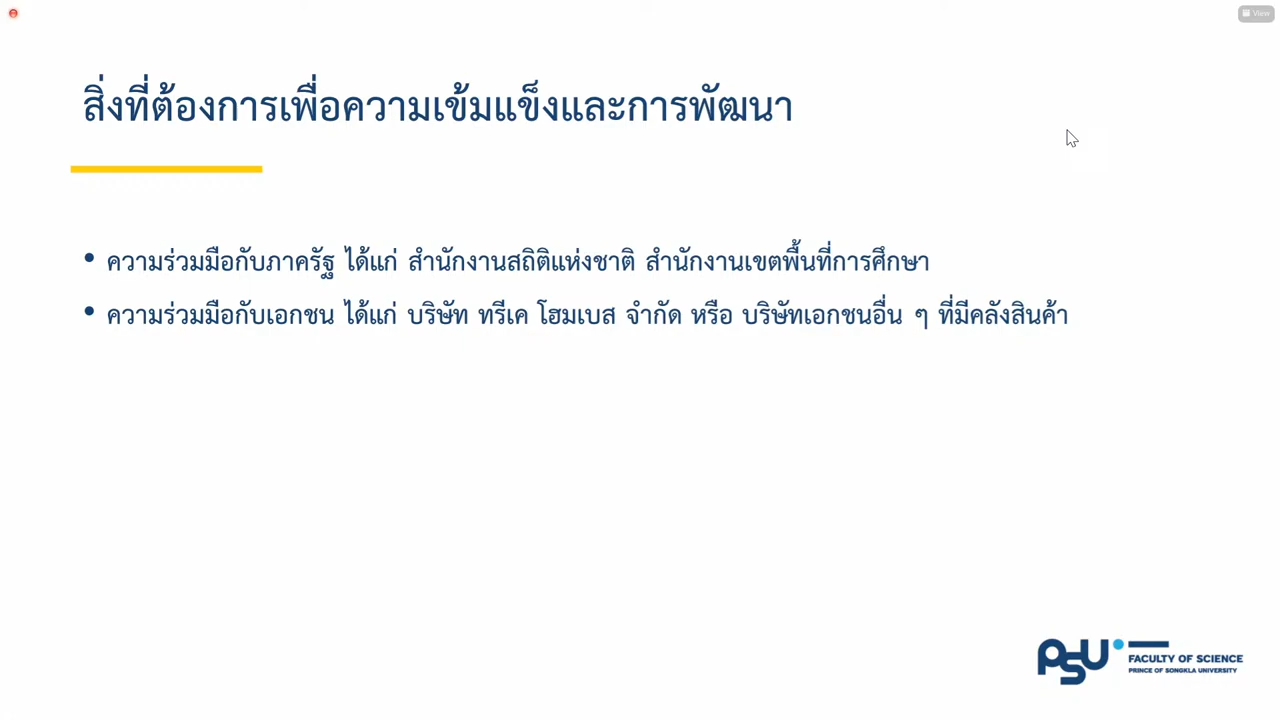 View
สิ่งที่ต้องการเพื่อความเข้มแข็งและการพัฒนา
• ความร่วมมือกับภาครัฐ ได้แก่ สำนักงานสถิติแห่งชาติ สำนักงานเขตพื้นที่การศึกษา
• ความร่วมมือกับเอกชน ได้แก่ บริษัท ทรีเค โฮมเบส จำกัด หรือ บริษัทเอกชนอื่น ๆ ที่มีคลังสินค้า
PSU
FACULTY OF SCIENCE
PRINCE OF SONGKLA UNIVERSITY